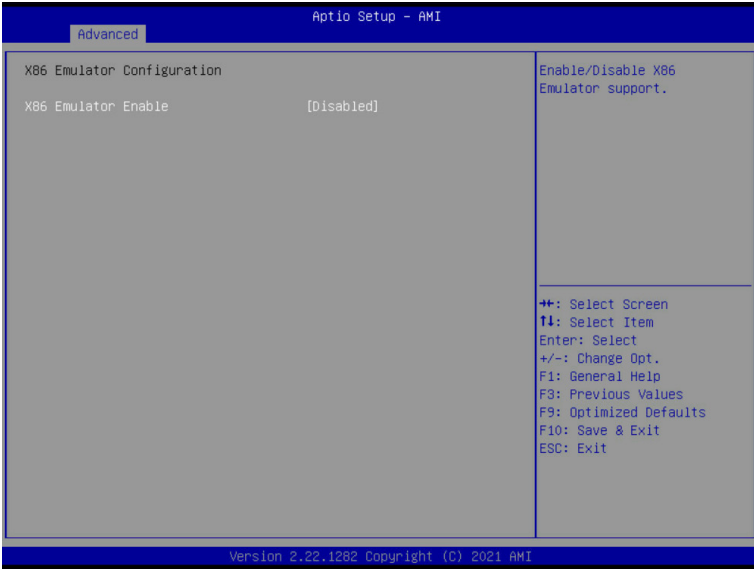 Aptio Setup – AMI
Advanced
X86 Emulator Configuration
X86 Emulator Enable [Disabled]
Enable/Disable X86
Emulator support.
→←: Select Screen
↑↓: Select Item
Enter: Select
+/-: Change Opt.
F1: General Help
F3: Previous Values
F9: Optimized Defaults
F10: Save & Exit
ESC: Exit
Version 2.22.1282 Copyright (C) 2021 AMI